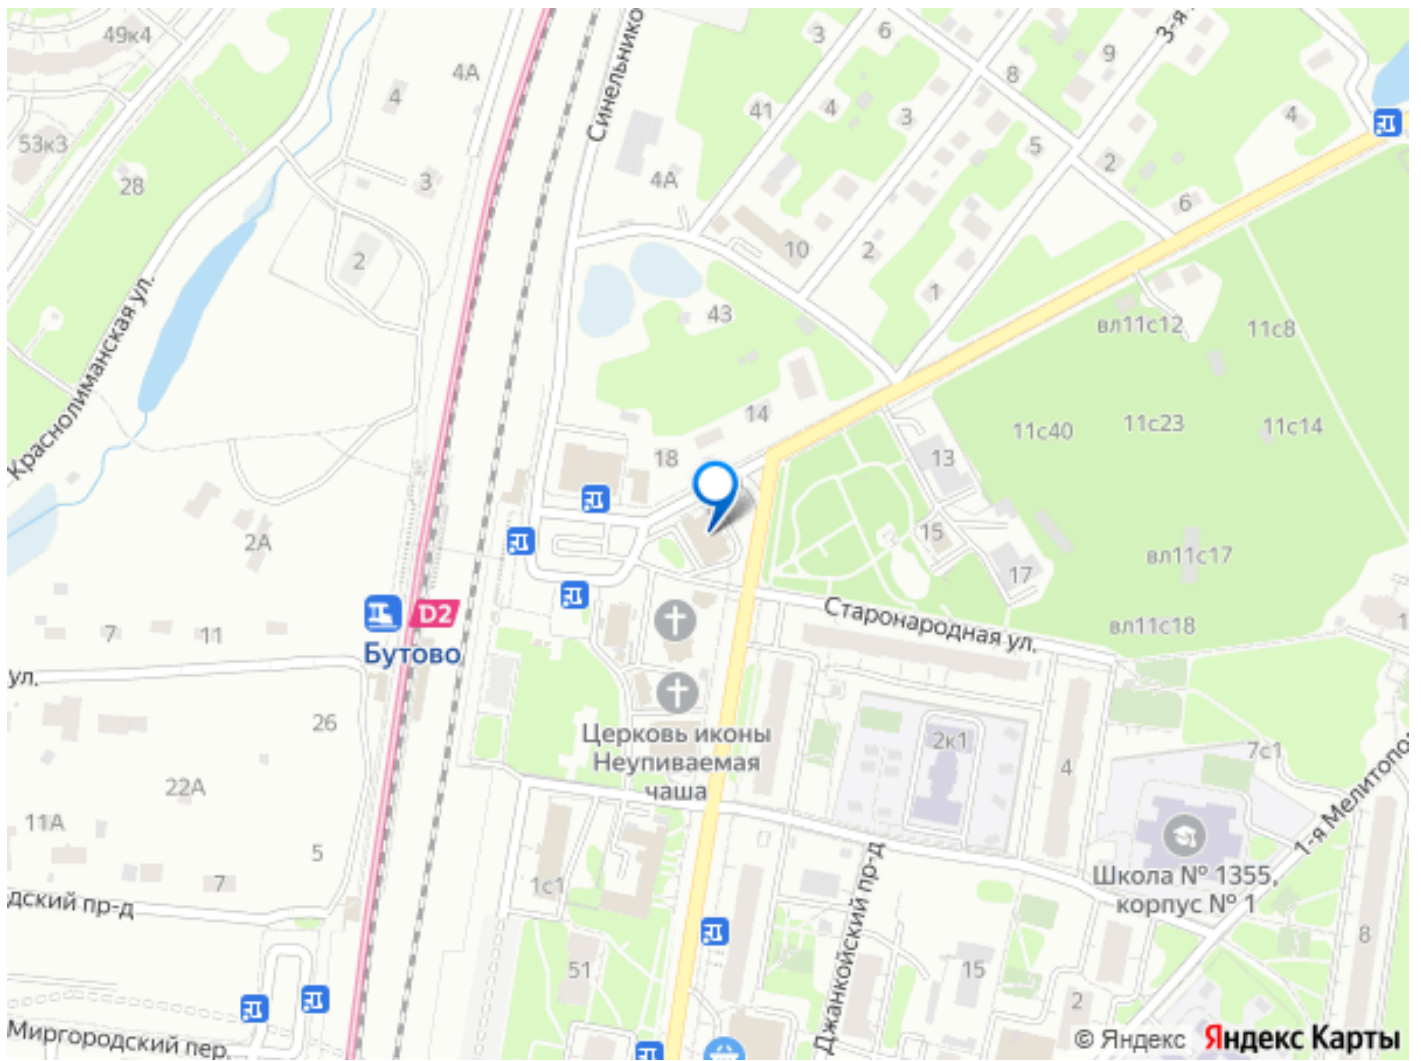 49к4
4А
4
Синельнико
3
6
9
3-я
8
41
4
3
5
4
2
53к3
28
3
4А
6
2
10
2
1
Краснолиманская ул.
43
вл11с12
11с8
14
11с40
11с23
11с14
18
13
2А
15
вл11с17
17
D2
Бутово
7
11
Старонародная ул.
вл11с18
1
ул.
26
Церковь иконы
Неупиваемая
чаша
2к1
4
7с1
22А
11А
5
7
1-я Мелитопо
Школа № 1355,
корпус № 1
1с1
дский пр-д
Джанкойский пр-д
8
51
15
2
Миргородский пер.
© Яндекс Яндекс Карты